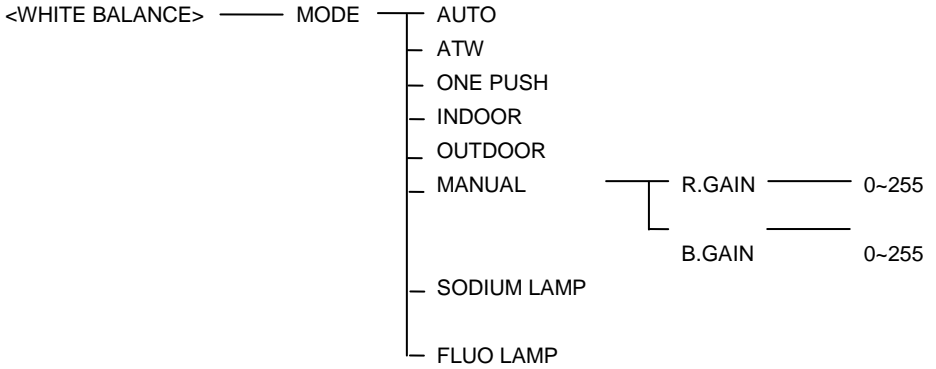 <WHITE BALANCE> MODE AUTO
ATW
ONE PUSH
INDOOR
OUTDOOR
MANUAL R.GAIN 0~255
B.GAIN 0~255
SODIUM LAMP
FLUO LAMP